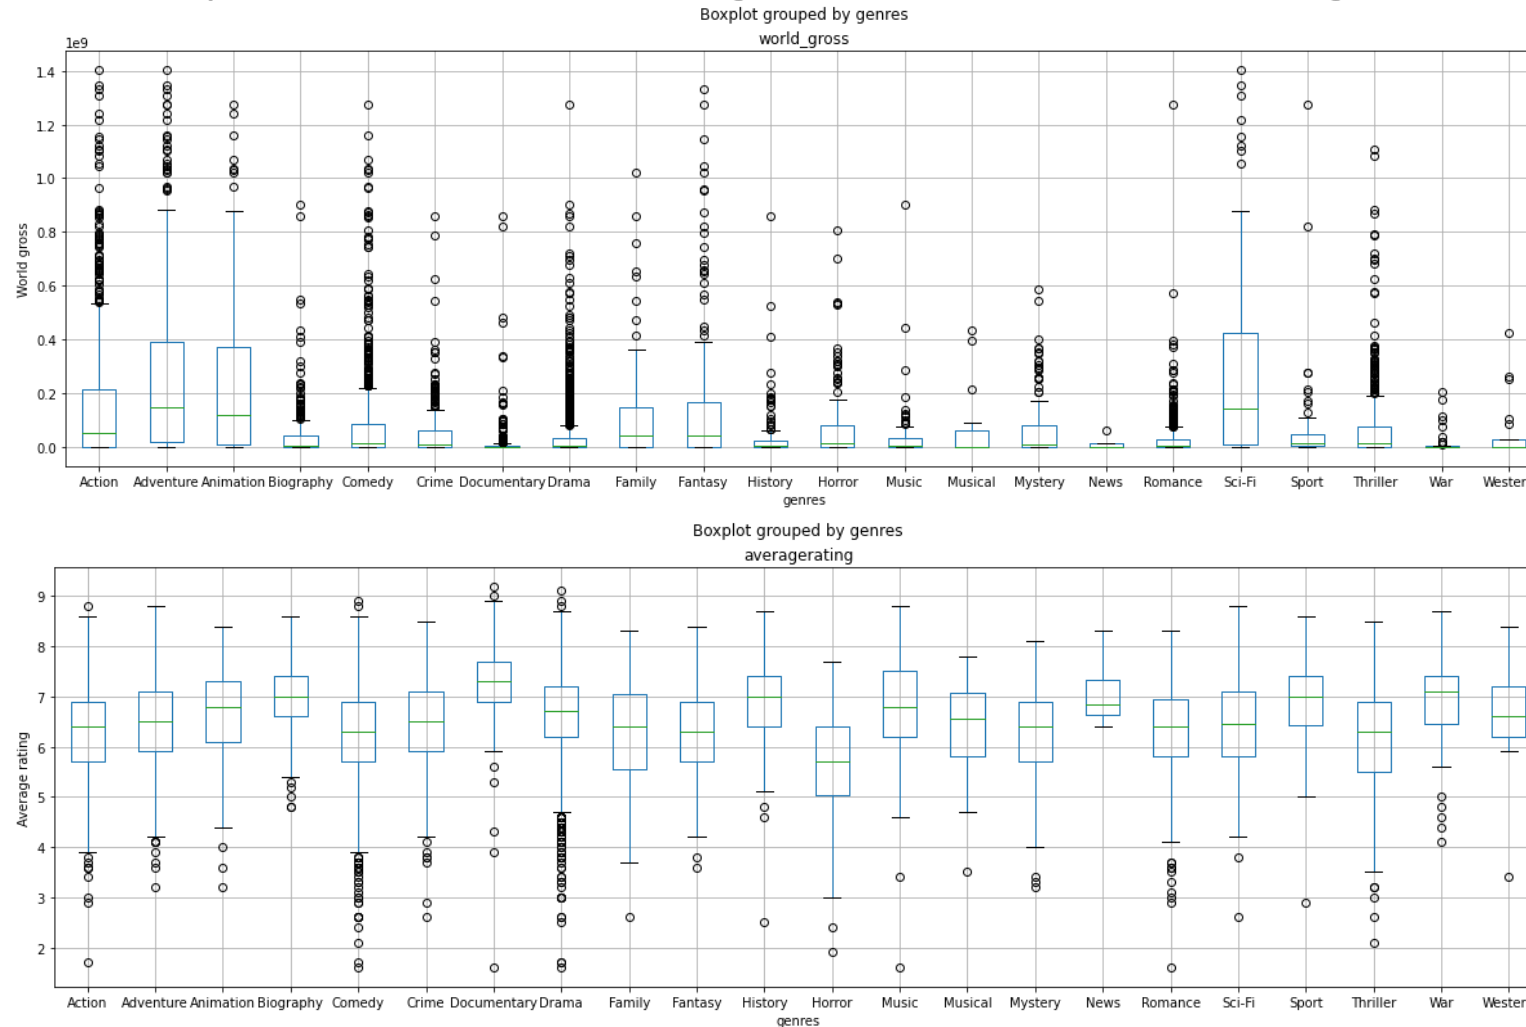 Boxplot grouped by genres
world_gross
1e9
1.4
1.2
1.0
0.8
0.6
0.4
0.2
0.0
World gross
Action Adventure Animation Biography Comedy Crime Documentary Drama Family Fantasy History Horror Music Musical Mystery News Romance Sci-Fi Sport Thriller War Wester
genres
Boxplot grouped by genres
averagerating
9
8
7
6
5
4
3
2
Average rating
Action Adventure Animation Biography Comedy Crime Documentary Drama Family Fantasy History Horror Music Musical Mystery News Romance Sci-Fi Sport Thriller War Wester
genres